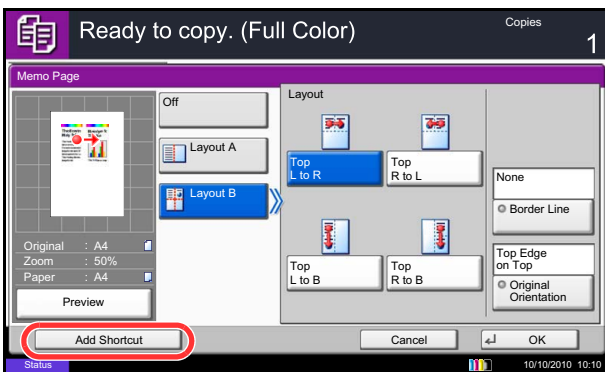 Ready to copy. (Full Color)
Copies
1
Memo Page
Off
Layout A
Layout B
Layout
Top
L to R
Top
R to L
Top
L to B
Top
R to B
None
Border Line
Top Edge
on Top
Original
Orientation
Original : A4
Zoom : 50%
Paper : A4
Preview
Add Shortcut
Cancel
OK
Status
10/10/2010 10:10